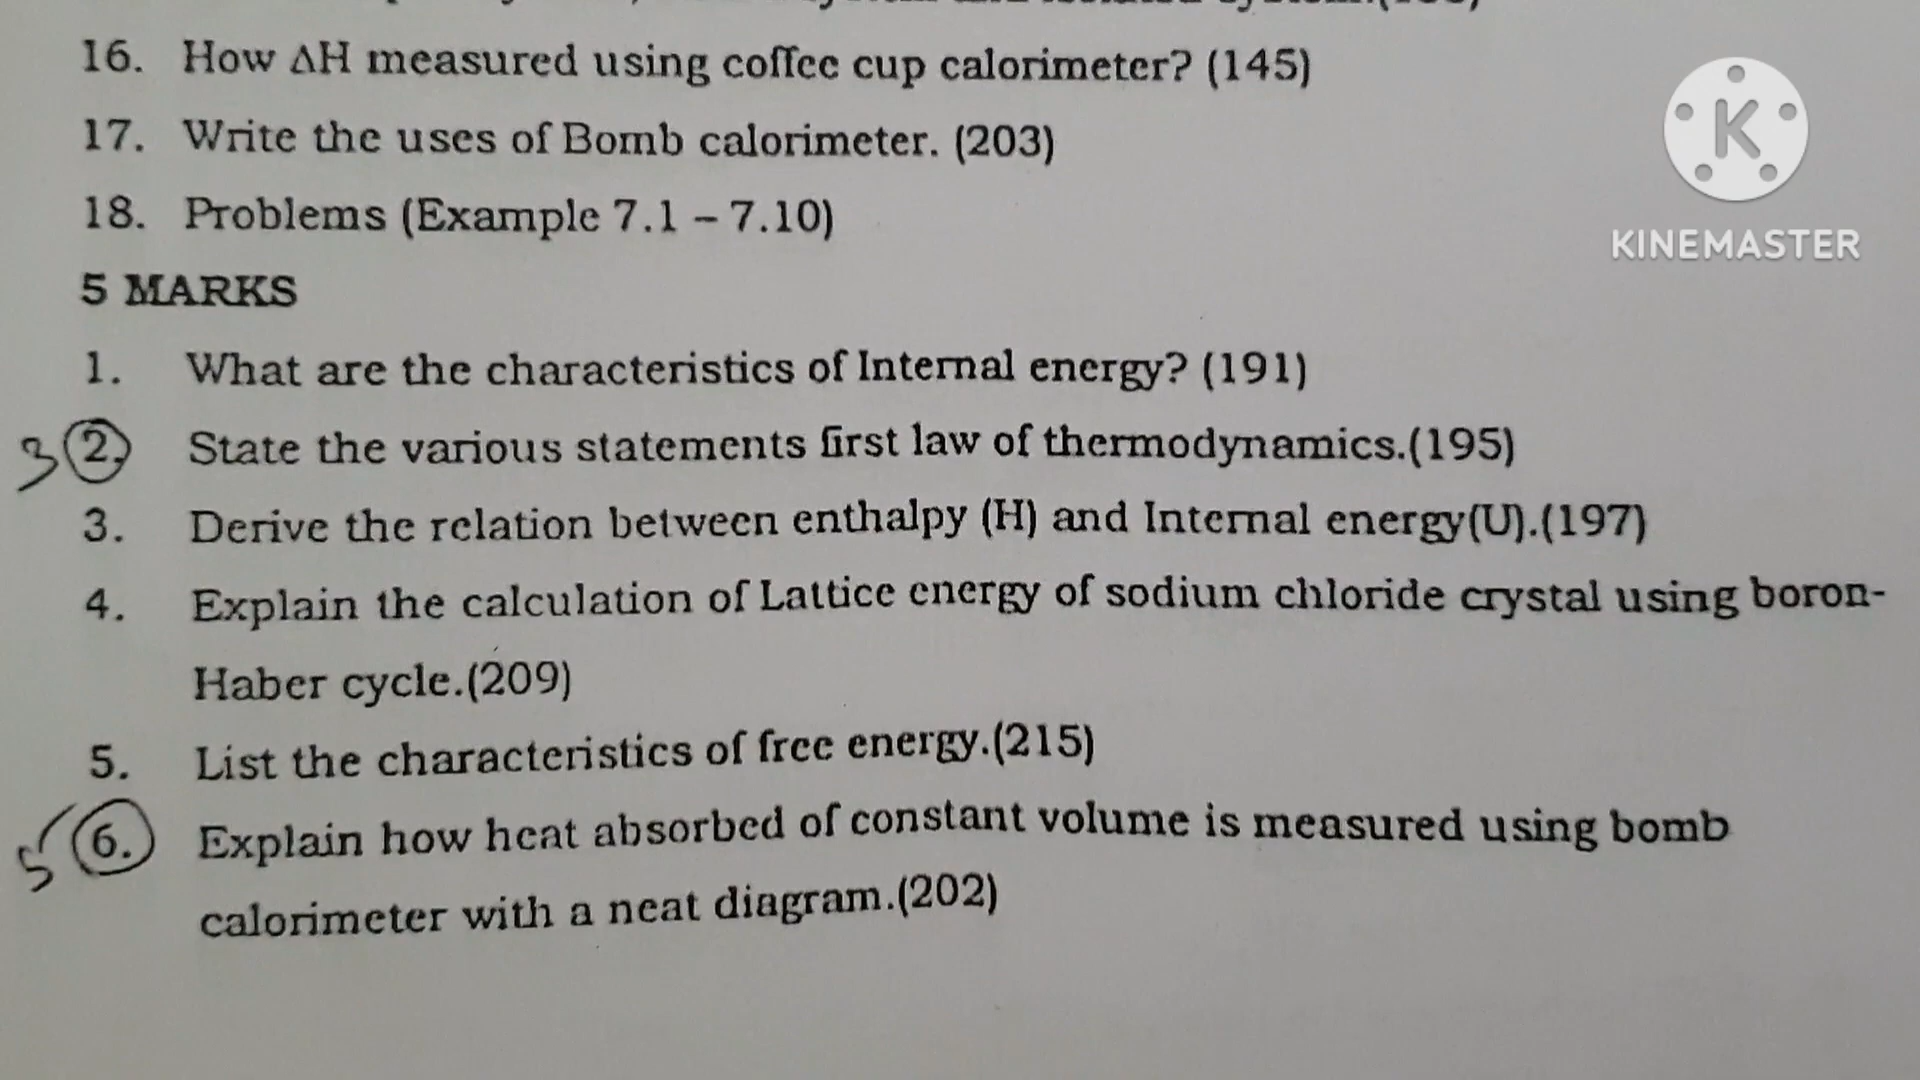 16. How ΔH measured using coffee cup calorimeter? (145)
K
17. Write the uses of Bomb calorimeter. (203)
18. Problems (Example 7.1 – 7.10)
KINEMASTER
5 MARKS
1. What are the characteristics of Internal energy? (191)
3 2. State the various statements first law of thermodynamics.(195)
3. Derive the relation between enthalpy (H) and Internal energy(U).(197)
4. Explain the calculation of Lattice energy of sodium chloride crystal using boron-
Haber cycle.(209)
5. List the characteristics of free energy.(215)
5 6. Explain how heat absorbed of constant volume is measured using bomb
calorimeter with a neat diagram.(202)